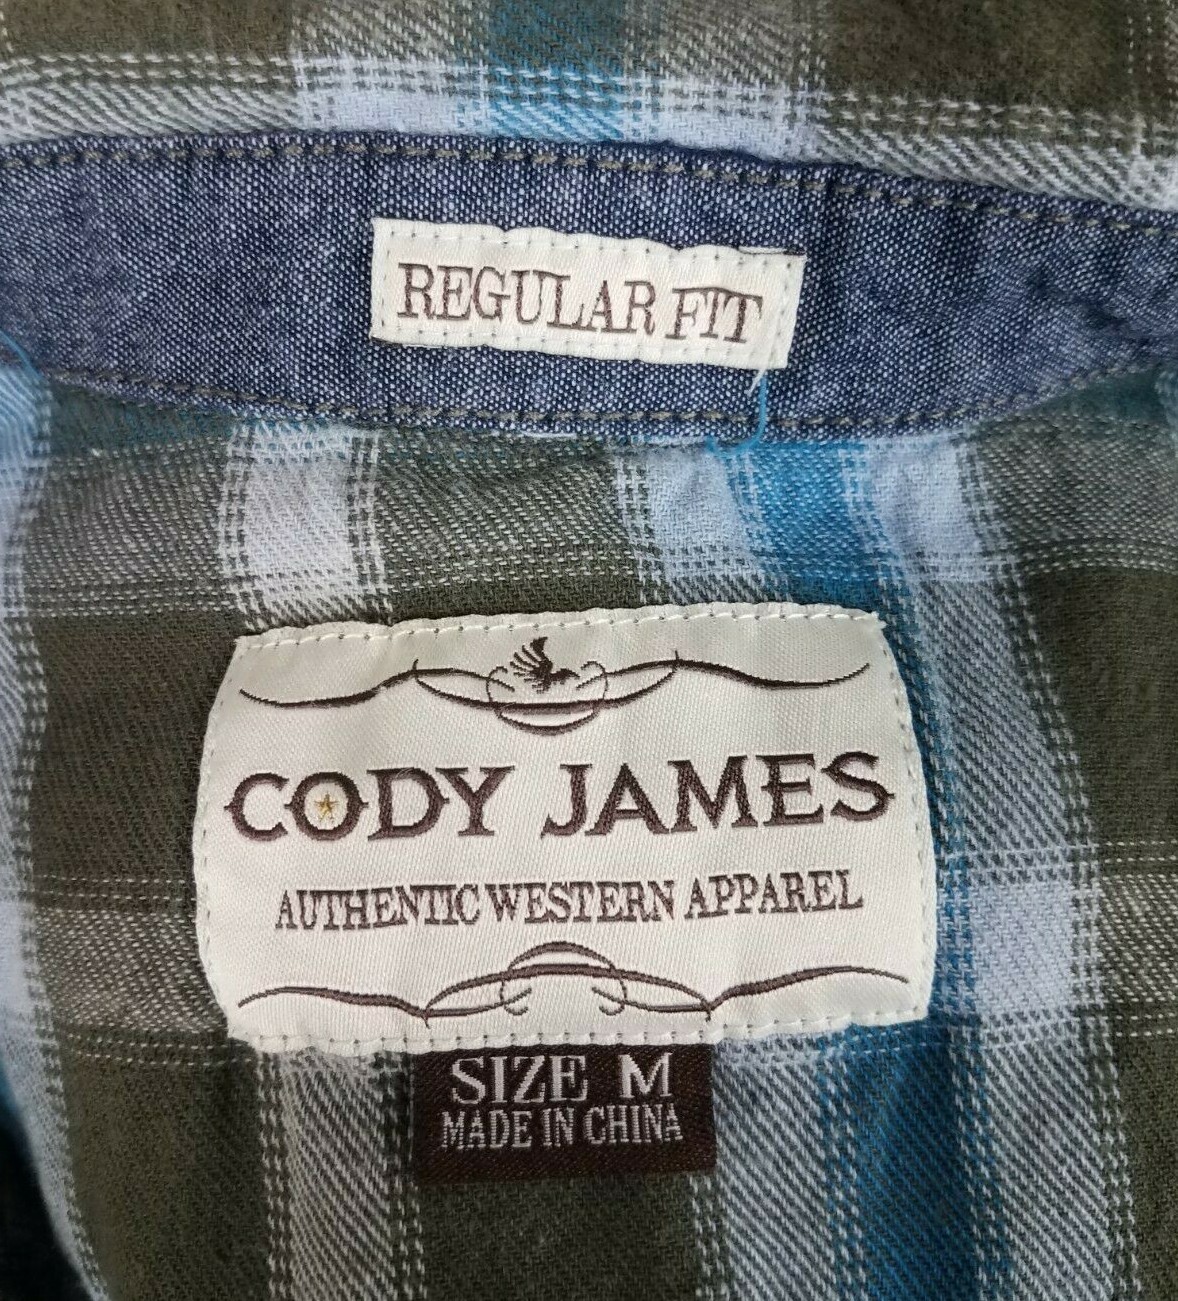 REGULAR FIT
CODY JAMES
AUTHENTIC WESTERN APPAREL
SIZE M
MADE IN CHINA